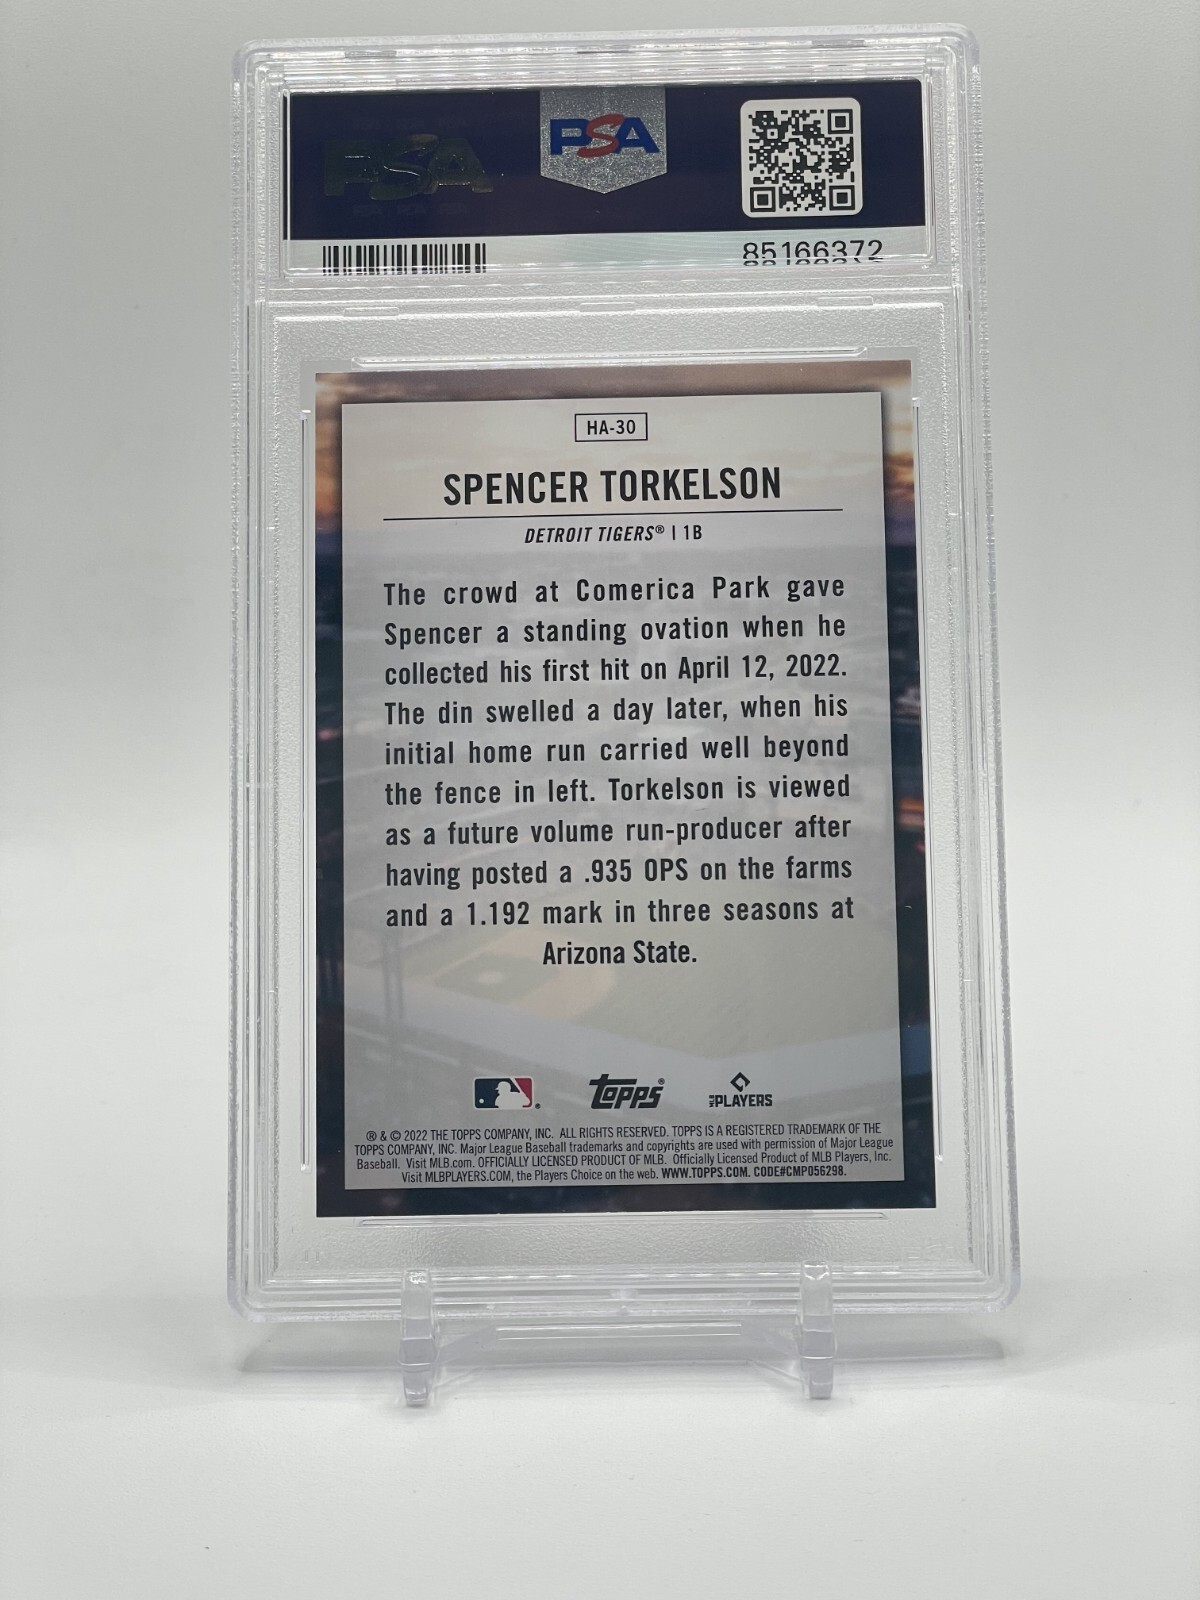 PSA
PSA
85166372
HA-30
SPENCER TORKELSON
DETROIT TIGERS® | 1B
The crowd at Comerica Park gave
Spencer a standing ovation when he
collected his first hit on April 12, 2022.
The din swelled a day later, when his
initial home run carried well beyond
the fence in left. Torkelson is viewed
as a future volume run-producer after
having posted a .935 OPS on the farms
and a 1.192 mark in three seasons at
Arizona State.
Topps® MLB PLAYERS
® & © 2022 THE TOPPS COMPANY, INC. ALL RIGHTS RESERVED. TOPPS IS A REGISTERED TRADEMARK OF THE
TOPPS COMPANY, INC. Major League Baseball trademarks and copyrights are used with permission of Major League
Baseball. Visit MLB.com. OFFICIALLY LICENSED PRODUCT OF MLB. Officially Licensed Product of MLB Players, Inc.
Visit MLBPLAYERS.COM, the Players Choice on the web. WWW.TOPPS.COM. CODE#CMP056298.